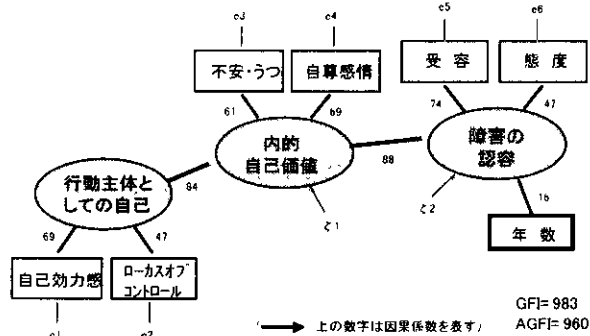 e3
e4
e5
e6
不安・うつ
自尊感情
受容
態度
61
69
74
47
内的
自己価値
障害の
認容
88
行動主体と
しての自己
84
ζ1
ζ2
16
年数
69
47
自己効力感
ローカスオブ
コントロール
e1
e2
上の数字は因果係数を表す
GFI=983
AGFI=960